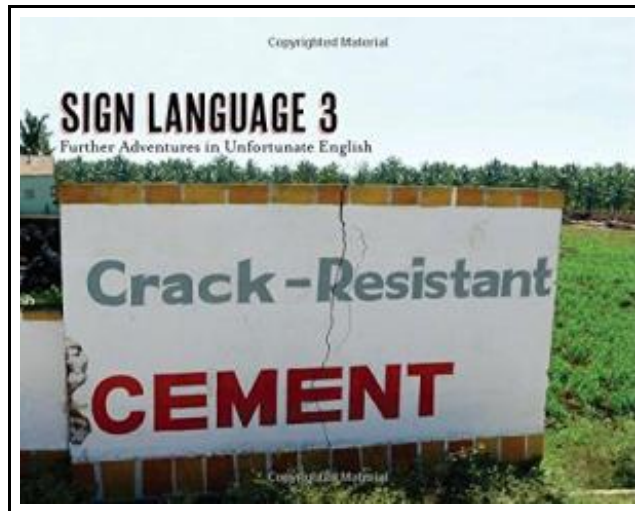 Copyrighted Material
SIGN LANGUAGE 3
Further Adventures in Unfortunate English
Crack-Resistant
CEMENT
Copyrighted Material